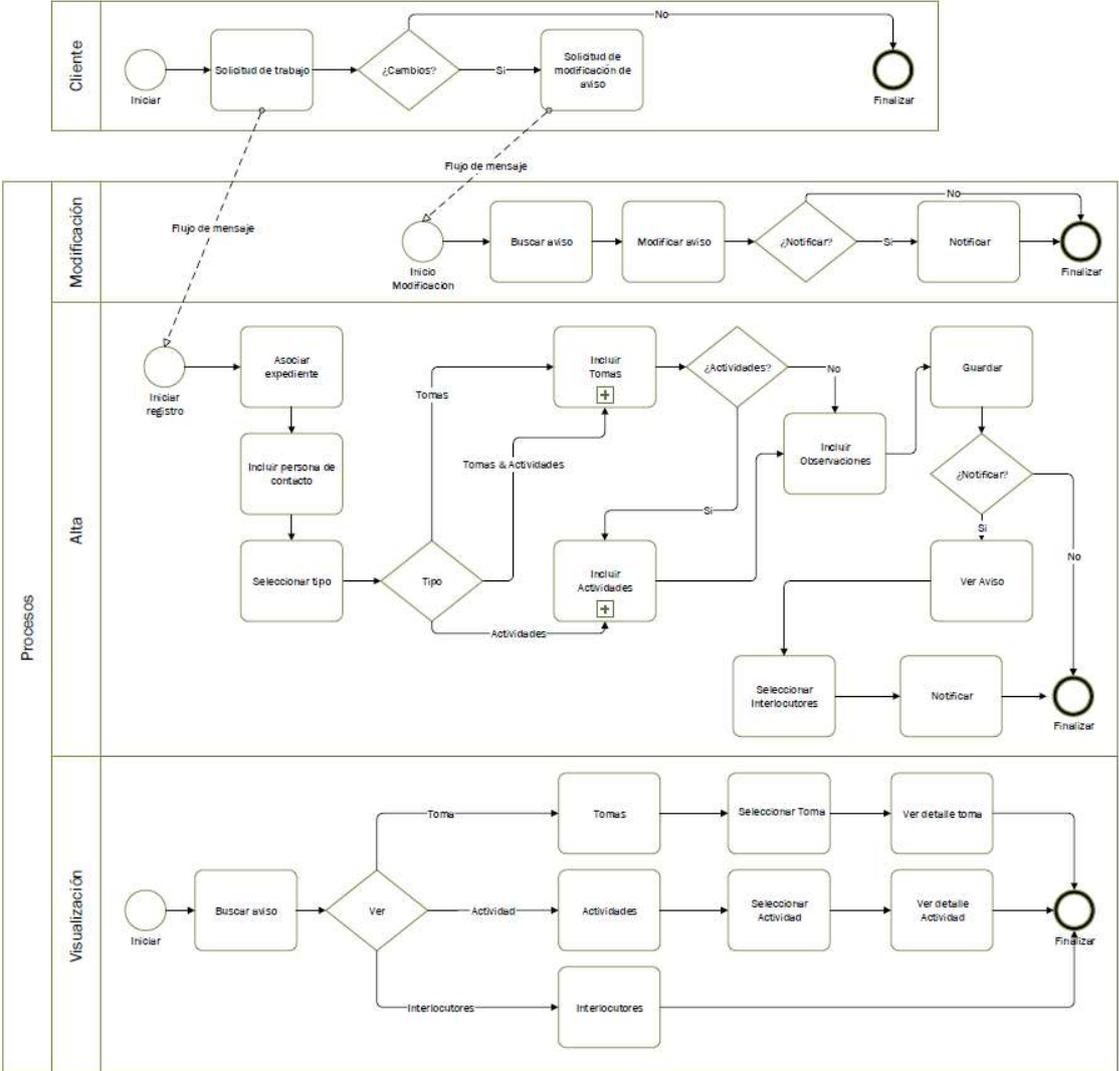 Cliente
No
Iniciar
Solicitud de trabajo
¿Cambios?
Si
Solicitud de
modificación de
aviso
Finalizar
Flujo de mensaje
Flujo de mensaje
Procesos
Modificación
Inicio
Modificacion
Buscar aviso
Modificar aviso
¿Notificar?
No
Si
Notificar
Finalizar
Alta
Iniciar
registro
Asociar
expediente
Incluir persona de
contacto
Seleccionar tipo
Tipo
Tomas
Tomas & Actividades
Actividades
Incluir
Tomas
¿Actividades?
No
Si
Incluir
Actividades
Incluir
Observaciones
Guardar
¿Notificar?
Si
No
Ver Aviso
Seleccionar
Interlocutores
Notificar
Finalizar
Visualización
Iniciar
Buscar aviso
Ver
Toma
Tomas
Seleccionar Toma
Ver detalle toma
Actividad
Actividades
Seleccionar
Actividad
Ver detalle
Actividad
Finalizar
Interlocutores
Interlocutores